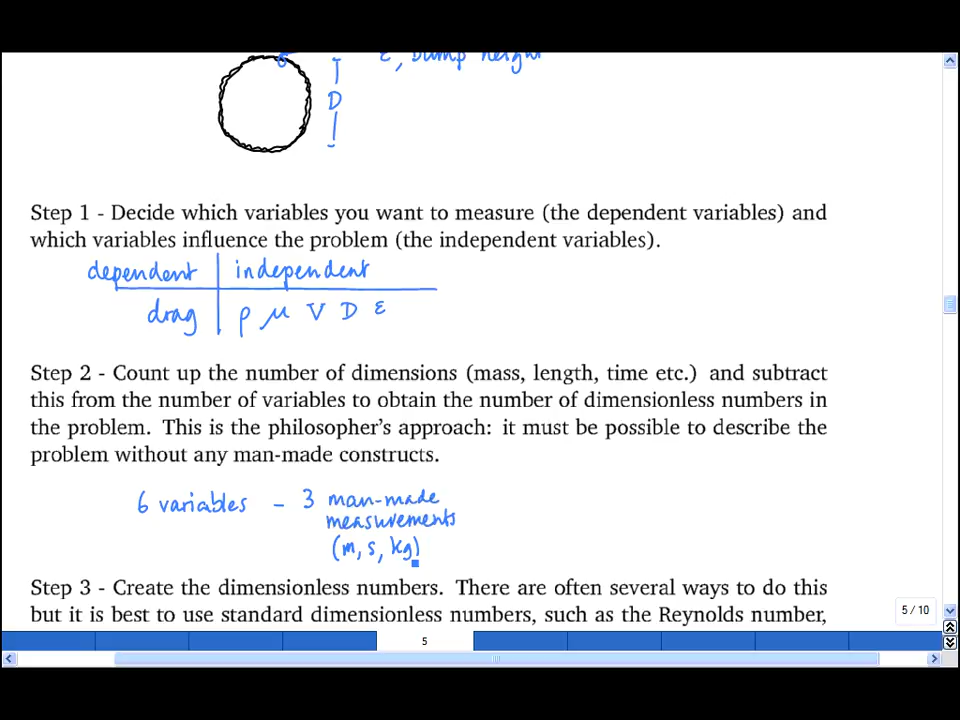 ε, bump height
D
Step 1 - Decide which variables you want to measure (the dependent variables) and
which variables influence the problem (the independent variables).
dependent independent
drag ρ μ V D ε
Step 2 - Count up the number of dimensions (mass, length, time etc.) and subtract
this from the number of variables to obtain the number of dimensionless numbers in
the problem. This is the philosopher's approach: it must be possible to describe the
problem without any man-made constructs.
6 variables - 3 man-made
measurements
(m, s, kg)
Step 3 - Create the dimensionless numbers. There are often several ways to do this
but it is best to use standard dimensionless numbers, such as the Reynolds number,
5 / 10
5